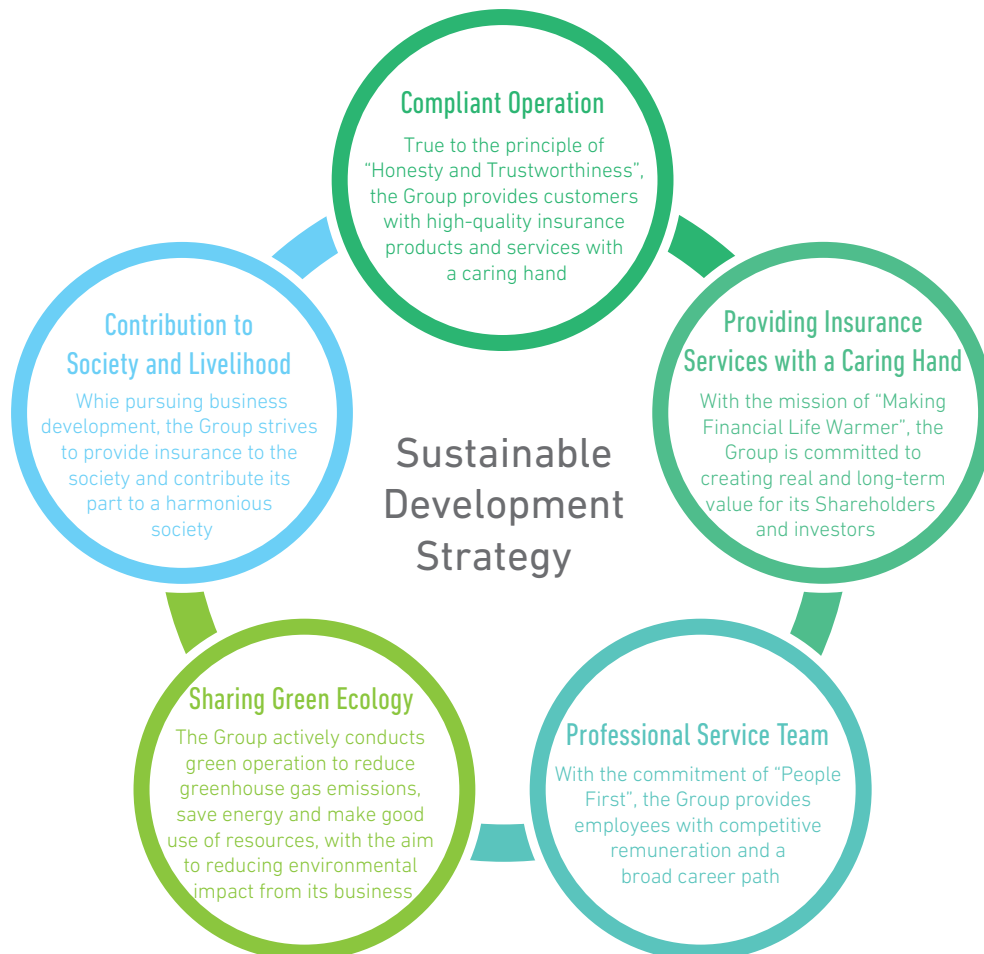 Compliant Operation
True to the principle of
“Honesty and Trustworthiness”,
the Group provides customers
with high-quality insurance
products and services with
a caring hand
Contribution to
Society and Livelihood
Whie pursuing business
development, the Group strives
to provide insurance to the
society and contribute its
part to a harmonious
society
Providing Insurance
Services with a Caring Hand
With the mission of “Making
Financial Life Warmer”, the
Group is committed to
creating real and long-term
value for its Shareholders
and investors
Sustainable
Development
Strategy
Sharing Green Ecology
The Group actively conducts
green operation to reduce
greenhouse gas emissions,
save energy and make good
use of resources, with the aim
to reducing environmental
impact from its business
Professional Service Team
With the commitment of “People
First”, the Group provides
employees with competitive
remuneration and a
broad career path